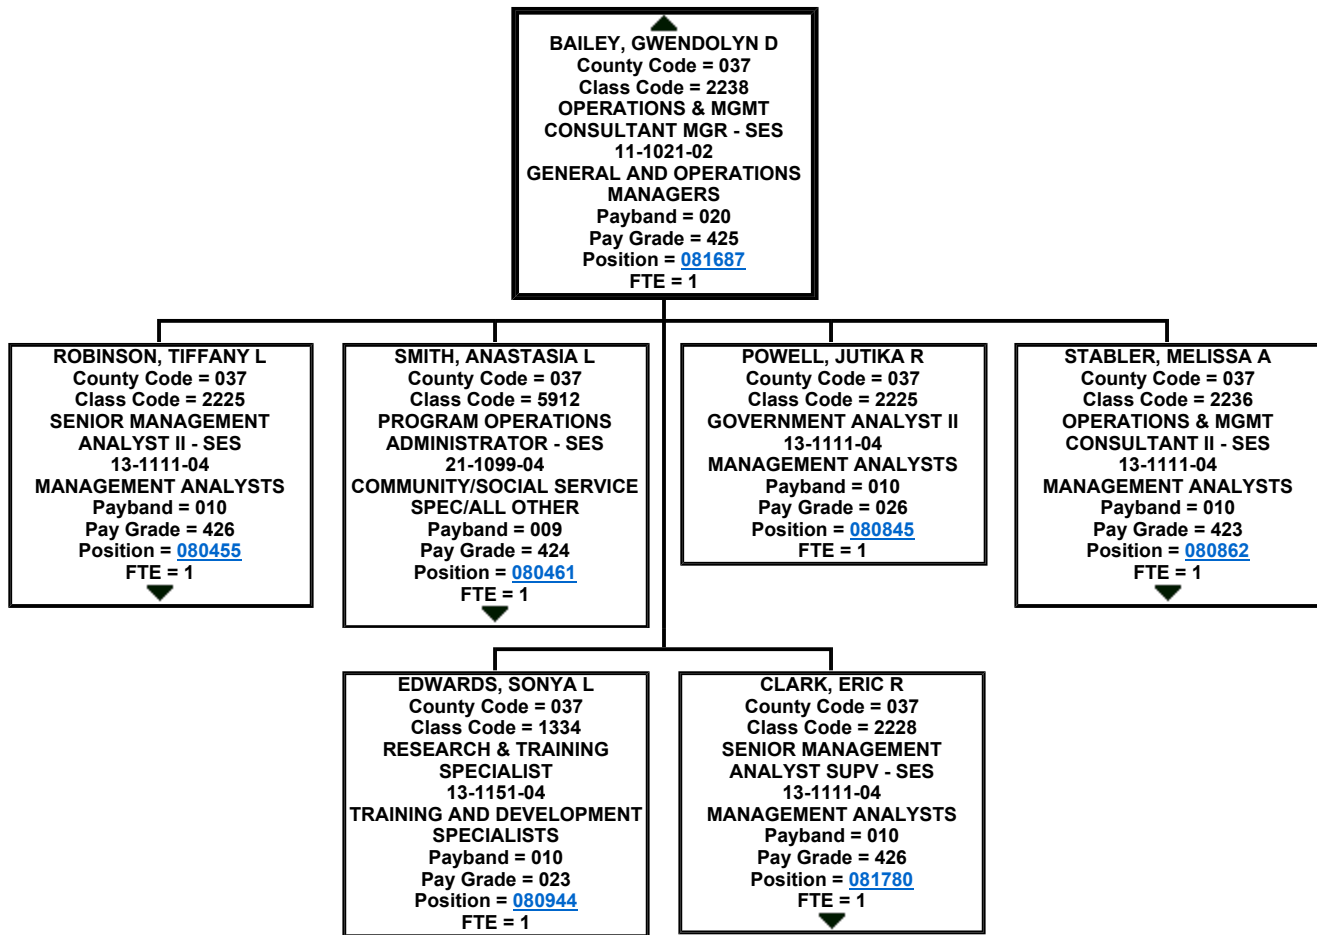 BAILEY, GWENDOLYN D
County Code = 037
Class Code = 2238
OPERATIONS & MGMT
CONSULTANT MGR - SES
11-1021-02
GENERAL AND OPERATIONS
MANAGERS
Payband = 020
Pay Grade = 425
Position = 081687
FTE = 1
ROBINSON, TIFFANY L
County Code = 037
Class Code = 2225
SENIOR MANAGEMENT
ANALYST II - SES
13-1111-04
MANAGEMENT ANALYSTS
Payband = 010
Pay Grade = 426
Position = 080455
FTE = 1
SMITH, ANASTASIA L
County Code = 037
Class Code = 5912
PROGRAM OPERATIONS
ADMINISTRATOR - SES
21-1099-04
COMMUNITY/SOCIAL SERVICE
SPEC/ALL OTHER
Payband = 009
Pay Grade = 424
Position = 080461
FTE = 1
POWELL, JUTIKA R
County Code = 037
Class Code = 2225
GOVERNMENT ANALYST II
13-1111-04
MANAGEMENT ANALYSTS
Payband = 010
Pay Grade = 026
Position = 080845
FTE = 1
STABLER, MELISSA A
County Code = 037
Class Code = 2236
OPERATIONS & MGMT
CONSULTANT II - SES
13-1111-04
MANAGEMENT ANALYSTS
Payband = 010
Pay Grade = 423
Position = 080862
FTE = 1
EDWARDS, SONYA L
County Code = 037
Class Code = 1334
RESEARCH & TRAINING
SPECIALIST
13-1151-04
TRAINING AND DEVELOPMENT
SPECIALISTS
Payband = 010
Pay Grade = 023
Position = 080944
FTE = 1
CLARK, ERIC R
County Code = 037
Class Code = 2228
SENIOR MANAGEMENT
ANALYST SUPV - SES
13-1111-04
MANAGEMENT ANALYSTS
Payband = 010
Pay Grade = 426
Position = 081780
FTE = 1